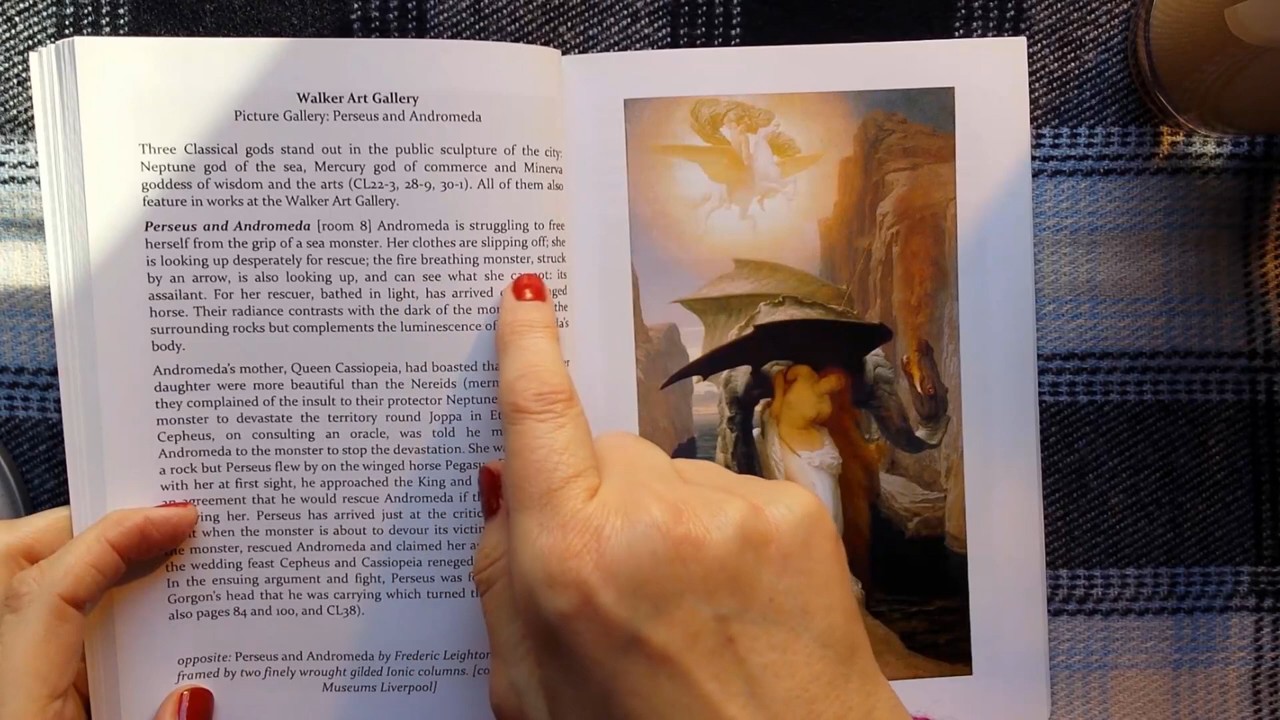 Walker Art Gallery
Picture Gallery: Perseus and Andromeda
Three Classical gods stand out in the public sculpture of the city:
Neptune god of the sea, Mercury god of commerce and Minerva
goddess of wisdom and the arts (CL22-3, 28-9, 30-1). All of them also
feature in works at the Walker Art Gallery.
Perseus and Andromeda [room 8] Andromeda is struggling to free
herself from the grip of a sea monster. Her clothes are slipping off; she
is looking up desperately for rescue; the fire breathing monster, struck
by an arrow, is also looking up, and can see what she its
assailant. For her rescuer, bathed in light, has arrived
horse. Their radiance contrasts with the dark of the the
surrounding rocks but complements the luminescence of
body.
Andromeda's mother, Queen Cassiopeia, had boasted
daughter were more beautiful than the Nereids
they complained of the insult to their protector Neptune
monster to devastate the territory round Joppa in
Cepheus, on consulting an oracle, was told he
Andromeda to the monster to stop the devastation. She
a rock but Perseus flew by on the winged horse
with her at first sight, he approached the King and
agreement that he would rescue Andromeda if
her. Perseus has arrived just at the
when the monster is about to devour its
monster, rescued Andromeda and claimed her
the wedding feast Cepheus and Cassiopeia reneged
In the ensuing argument and fight, Perseus was
Gorgon's head that he was carrying which turned
also pages 84 and 100, and CL38).
opposite: Perseus and Andromeda by Frederic Leighton
framed by two finely wrought gilded Ionic columns.
Museums Liverpool]